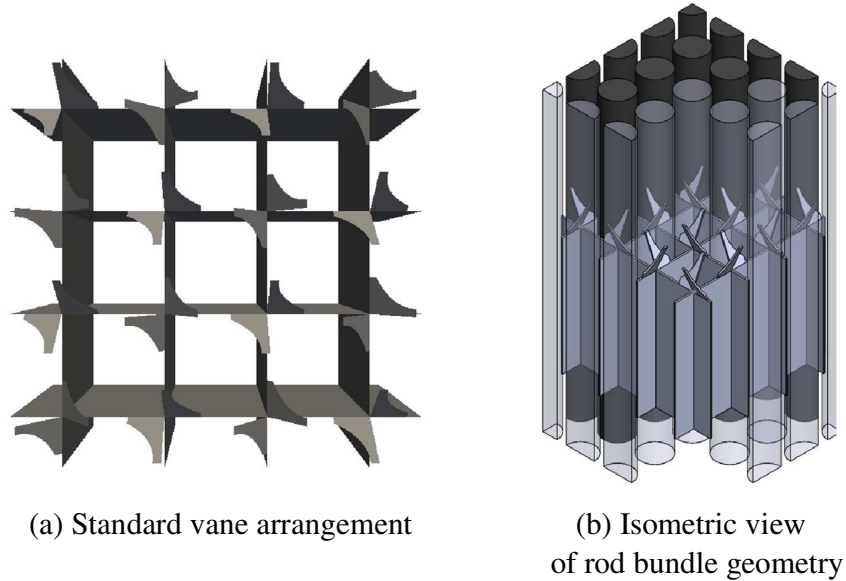 (a) Standard vane arrangement
(b) Isometric view
of rod bundle geometry